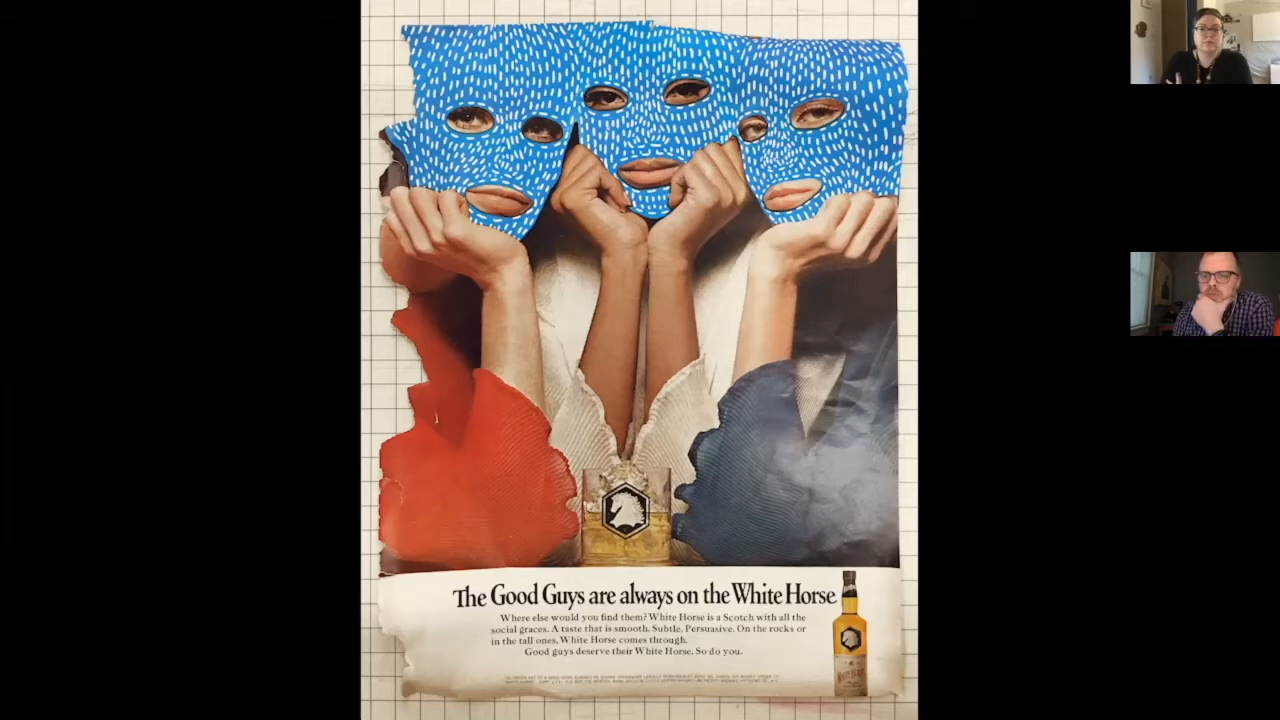 The Good Guys are always on the White Horse
Where else would you find them? White Horse is a Scotch with all the
social graces. A taste that is smooth. Subtle. Persuasive. On the rocks or
in the tall ones, White Horse comes through.
Good guys deserve their White Horse. So do you.